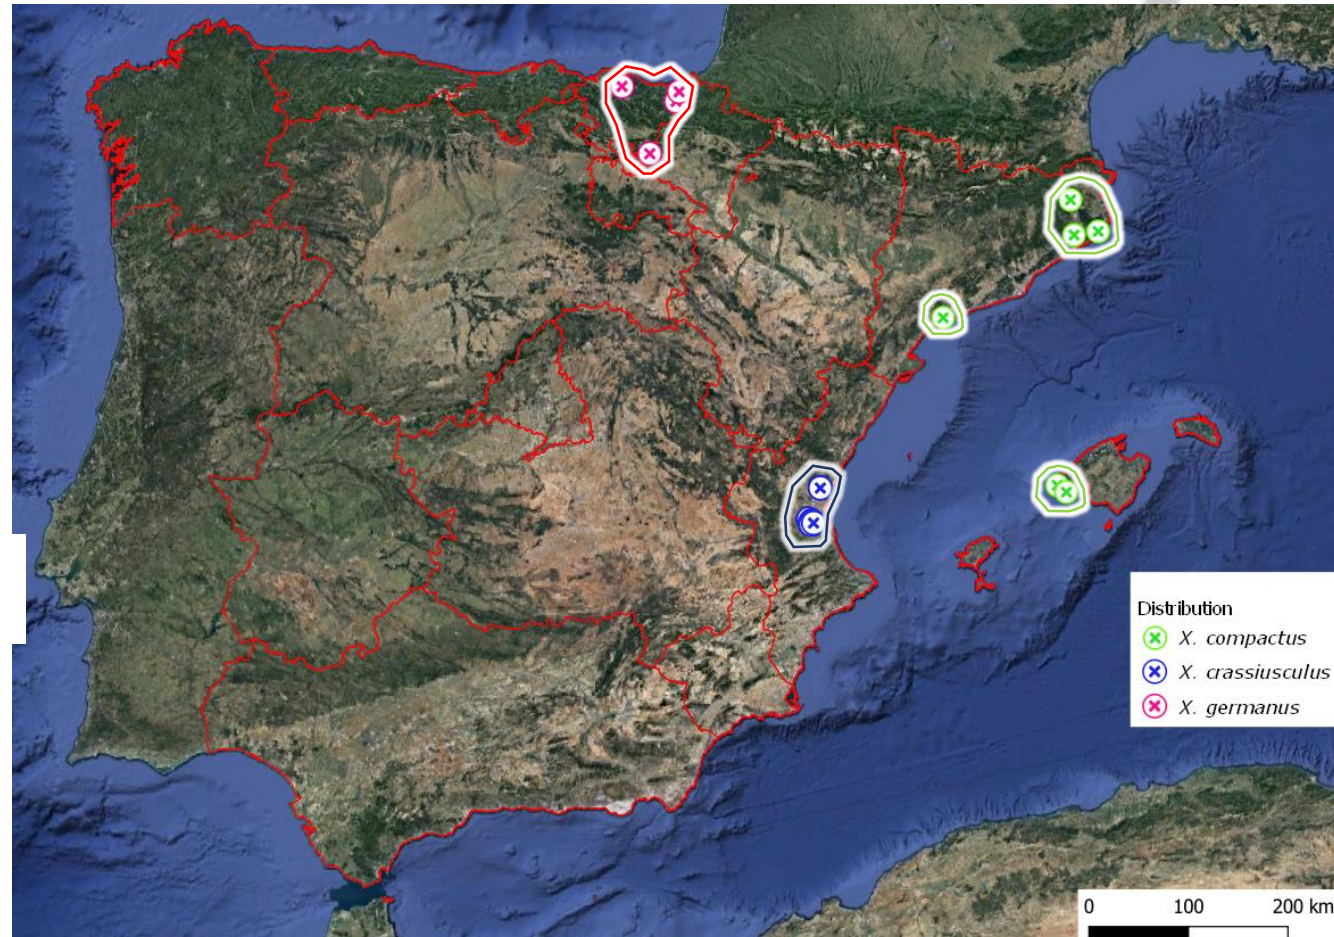 Distribution
X. compactus
X. crassiusculus
X. germanus
0 100 200 km